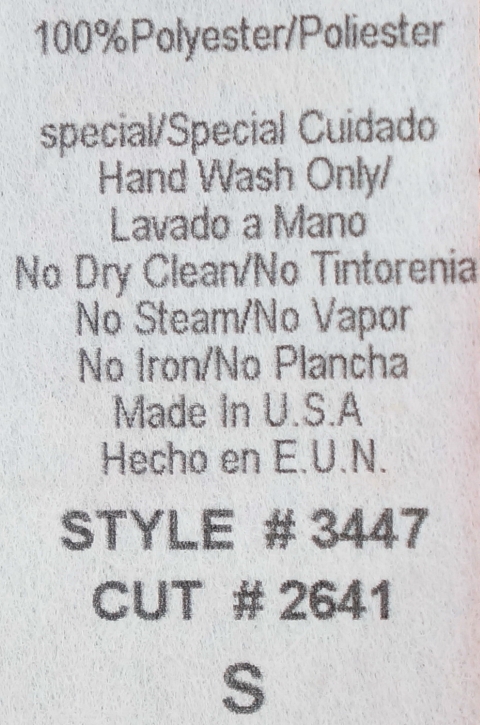 100%Polyester/Poliester
special/Special Cuidado
Hand Wash Only/
Lavado a Mano
No Dry Clean/No Tintorenia
No Steam/No Vapor
No Iron/No Plancha
Made In U.S.A
Hecho en E.U.N.
STYLE # 3447
CUT # 2641
S